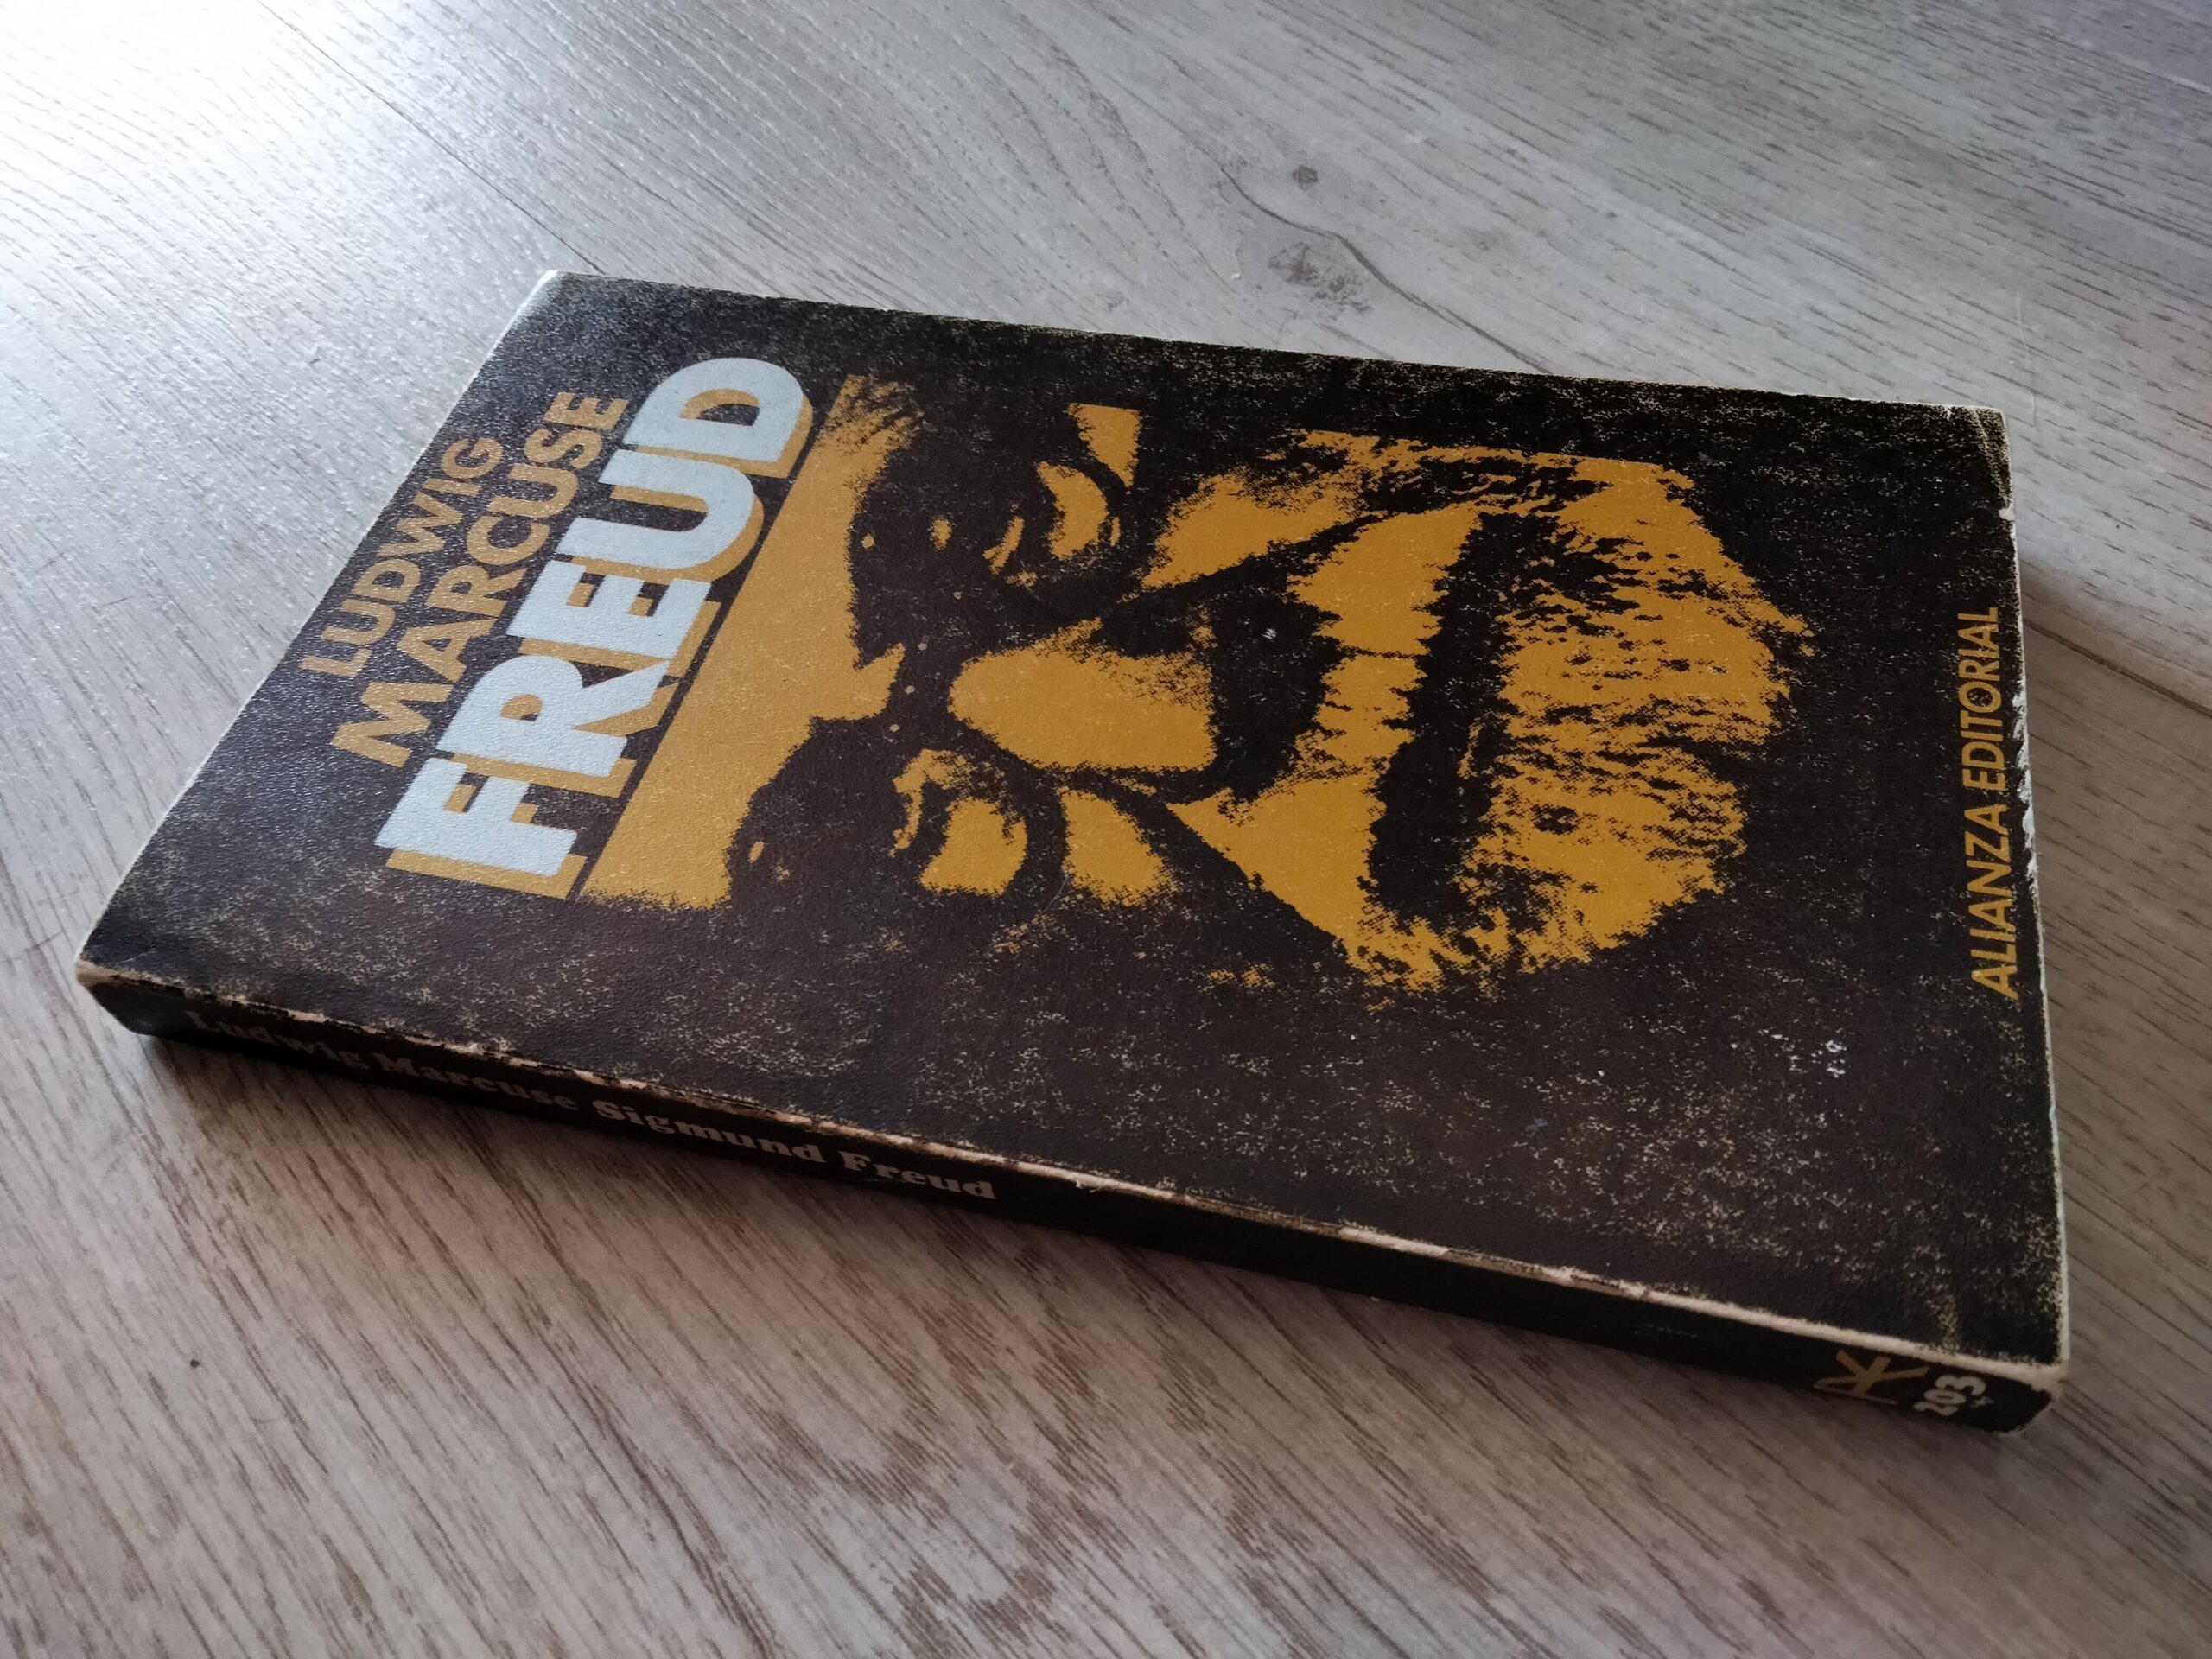 LUDWIG
MARCUSE
FREUD
ALIANZA EDITORIAL
Ludwig Marcuse Sigmund Freud
203